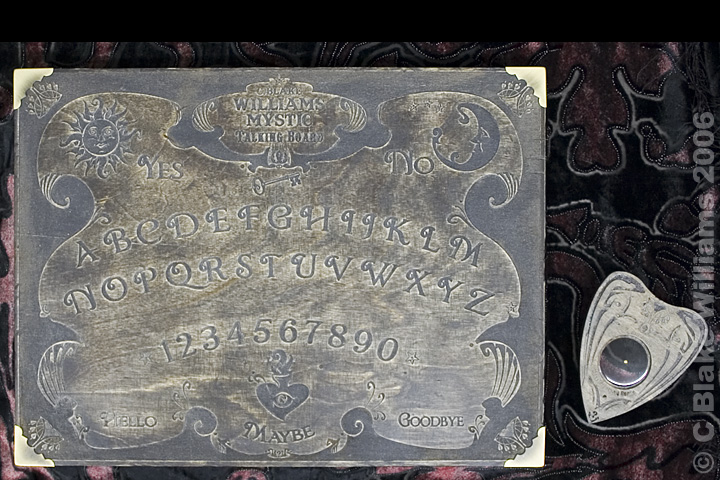 C.BLAKE
WILLIAMS
MYSTIC
TALKING BOARD
YES
NO
ABCDEFGHIJKLM
NOPQRSTUVWXYZ
1234567890
HELLO
MAYBE
GOODBYE
© C.Blake Williams 2006